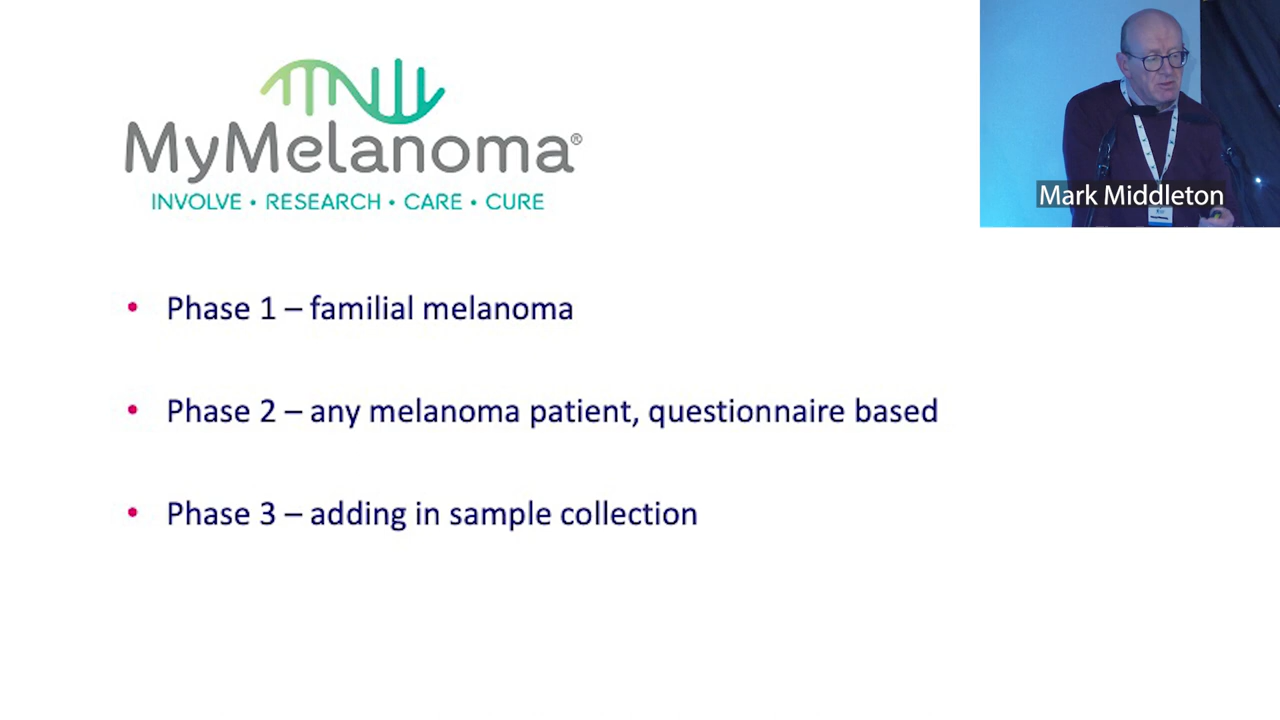 MyMelanoma®
INVOLVE • RESEARCH • CARE • CURE
Mark Middleton
• Phase 1 – familial melanoma
• Phase 2 – any melanoma patient, questionnaire based
• Phase 3 – adding in sample collection